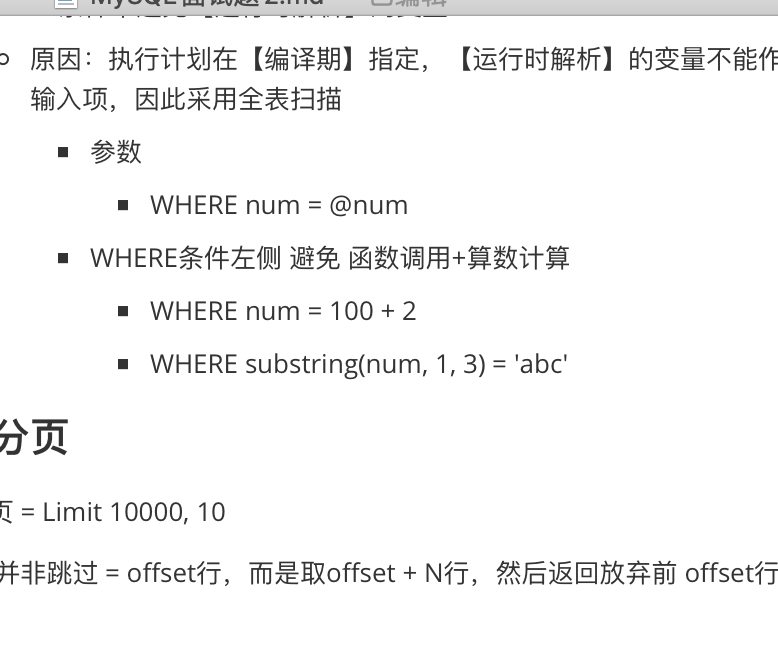 MySQL面试题2.md 已编辑
原因：执行计划在【编译期】指定，【运行时解析】的变量不能作
输入项，因此采用全表扫描
参数
WHERE num = @num
WHERE条件左侧 避免 函数调用+算数计算
WHERE num = 100 + 2
WHERE substring(num, 1, 3) = 'abc'
分页
页 = Limit 10000, 10
并非跳过 = offset行，而是取offset + N行，然后返回放弃前 offset行